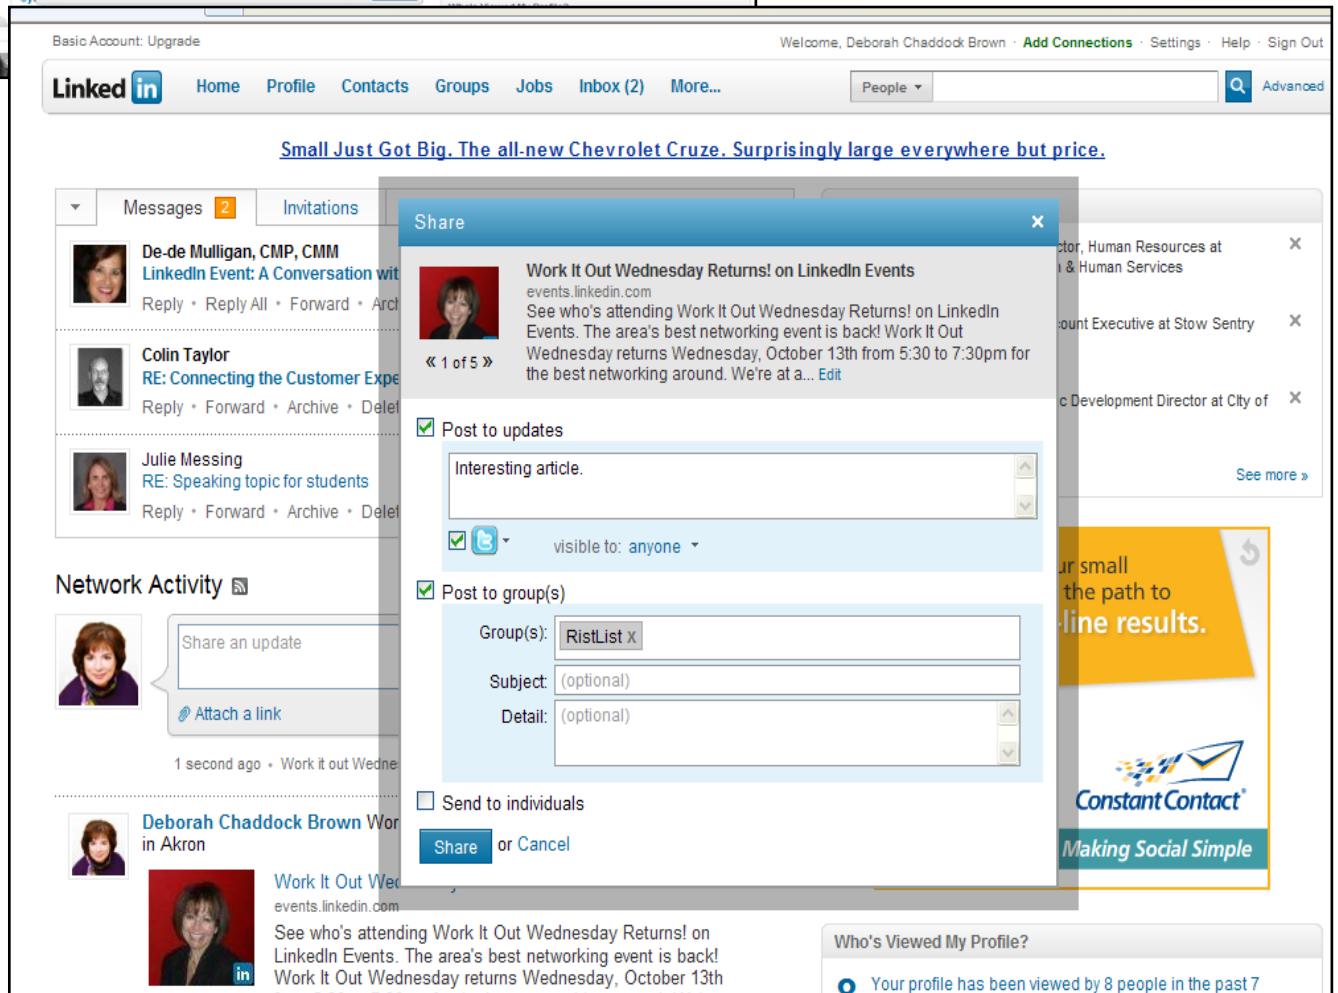 Basic Account: Upgrade
Welcome, Deborah Chaddock Brown · Add Connections · Settings · Help · Sign Out
Linked in Home Profile Contacts Groups Jobs Inbox (2) More...
People Advanced
Small Just Got Big. The all-new Chevrolet Cruze. Surprisingly large everywhere but price.
Messages 2 Invitations
De-de Mulligan, CMP, CMM
LinkedIn Event: A Conversation wit
Reply • Reply All • Forward • Arch
Colin Taylor
RE: Connecting the Customer Expe
Reply • Forward • Archive • Delet
Julie Messing
RE: Speaking topic for students
Reply • Forward • Archive • Delet
Network Activity
Share an update
Attach a link
1 second ago • Work it out Wedne
Deborah Chaddock Brown Wor
in Akron
Work It Out Wed
events.linkedin.com
See who's attending Work It Out Wednesday Returns! on
LinkedIn Events. The area's best networking event is back!
Work It Out Wednesday returns Wednesday, October 13th
in
Share x
Work It Out Wednesday Returns! on LinkedIn Events
events.linkedin.com
See who's attending Work It Out Wednesday Returns! on LinkedIn
Events. The area's best networking event is back! Work It Out
Wednesday returns Wednesday, October 13th from 5:30 to 7:30pm for
the best networking around. We're at a... Edit
« 1 of 5 »
Post to updates
Interesting article.
visible to: anyone
Post to group(s)
Group(s): RistList x
Subject: (optional)
Detail: (optional)
Send to individuals
Share or Cancel
ctor, Human Resources at
& Human Services
ount Executive at Stow Sentry
c Development Director at CIty of
See more »
ur small
the path to
line results.
Constant Contact®
Making Social Simple
Who's Viewed My Profile?
Your profile has been viewed by 8 people in the past 7